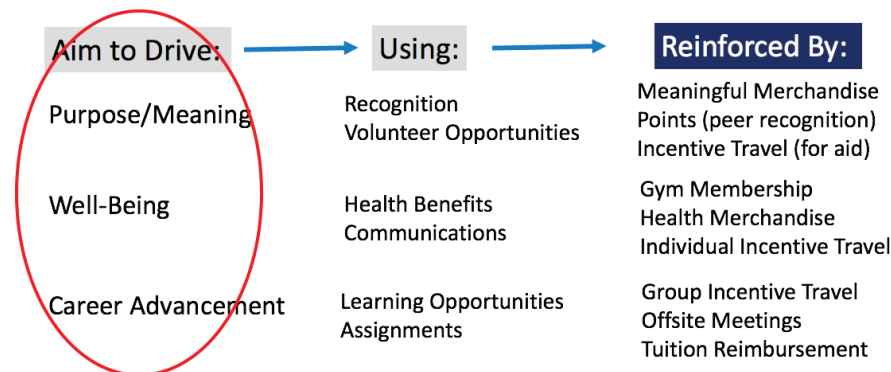 Aim to Drive:
Using:
Reinforced By:
Purpose/Meaning
Recognition
Volunteer Opportunities
Meaningful Merchandise
Points (peer recognition)
Incentive Travel (for aid)
Well-Being
Health Benefits
Communications
Gym Membership
Health Merchandise
Individual Incentive Travel
Career Advancement
Learning Opportunities
Assignments
Group Incentive Travel
Offsite Meetings
Tuition Reimbursement